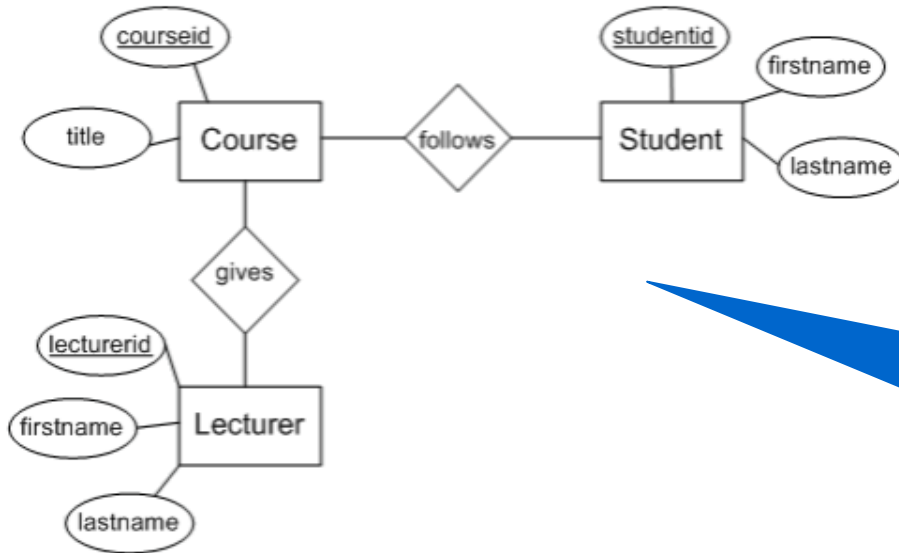 courseid
studentid
firstname
title
Course
follows
Student
lastname
gives
lecturerid
firstname
Lecturer
lastname